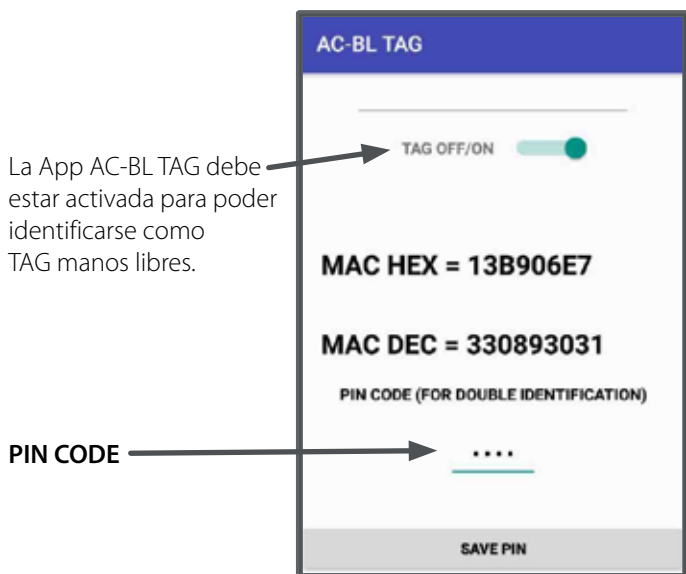 AC-BL TAG
TAG OFF/ON
La App AC-BL TAG debe
estar activada para poder
identificarse como
TAG manos libres.
MAC HEX = 13B906E7
MAC DEC = 330893031
PIN CODE (FOR DOUBLE IDENTIFICATION)
PIN CODE
....
SAVE PIN